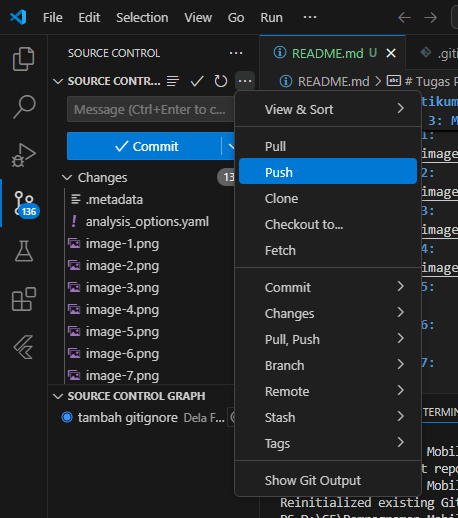 File Edit Selection View Go Run ···
SOURCE CONTROL ···
SOURCE CONTR... ···
Message (Ctrl+Enter to c...
Commit
Changes 13
.metadata
! analysis_options.yaml
image-1.png
image-2.png
image-3.png
image-4.png
image-5.png
image-6.png
image-7.png
SOURCE CONTROL GRAPH
tambah gitignore Dela F...
136
View & Sort
Pull
Push
Clone
Checkout to...
Fetch
Commit
Changes
Pull, Push
Branch
Remote
Stash
Tags
Show Git Output
README.md U
.giti
README.md > # Tugas P
tikum
3: M
1:
image
2:
image
3:
image
4:
image
5:
6:
7:
TERMIN
Mobil
t repo
Mobil
Reinitialized existing Git